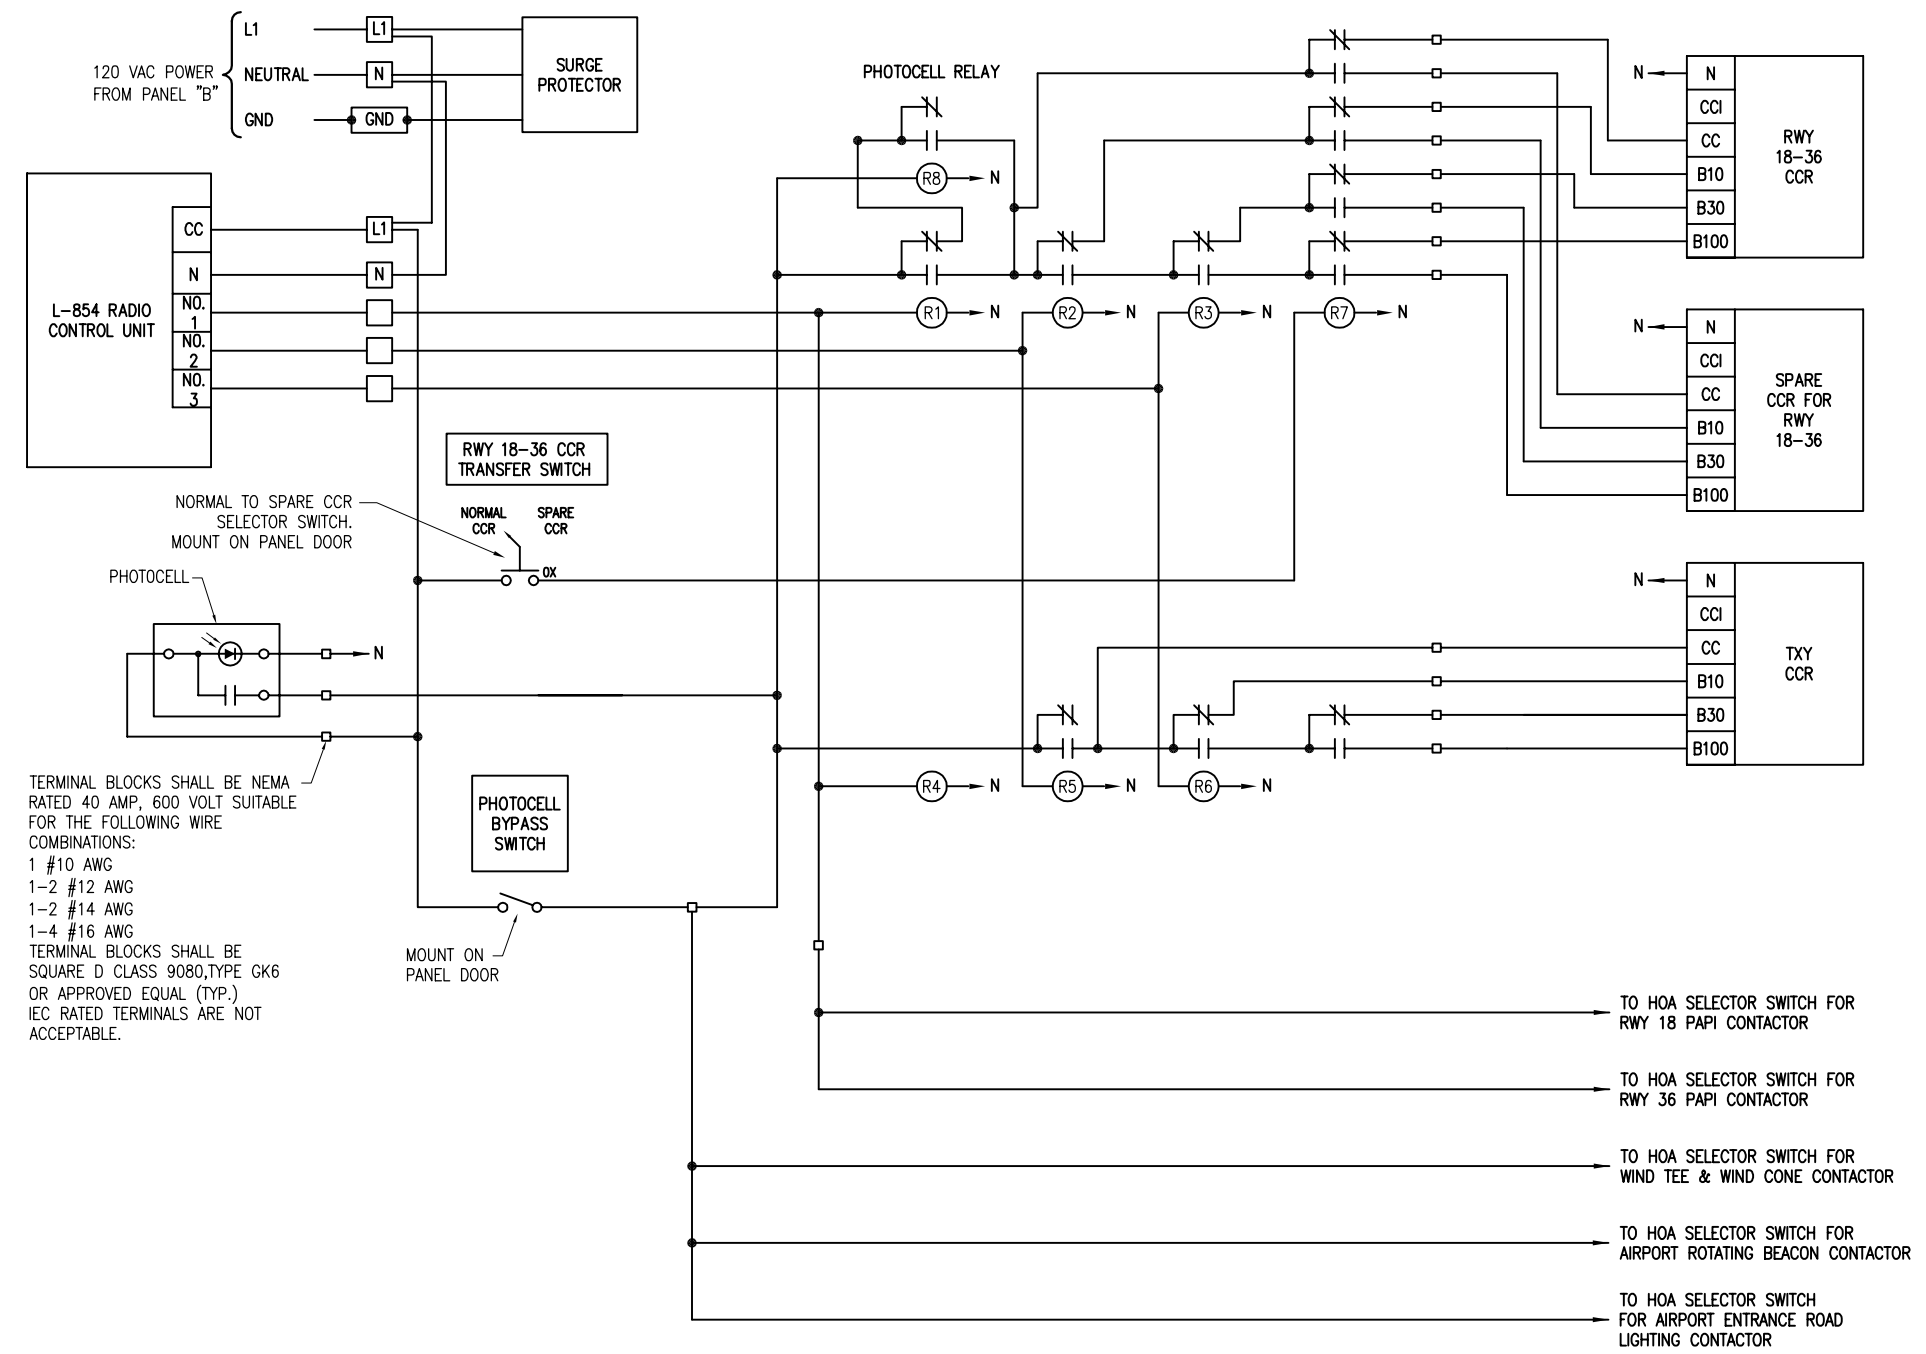 120 VAC POWER
FROM PANEL "B"
L1
NEUTRAL
GND
L1
N
GND
SURGE
PROTECTOR
L-854 RADIO
CONTROL UNIT
CC
N
NO.
1
NO.
2
NO.
3
L1
N
RWY 18-36 CCR
TRANSFER SWITCH
NORMAL TO SPARE CCR
SELECTOR SWITCH.
MOUNT ON PANEL DOOR
NORMAL
CCR
SPARE
CCR
OX
PHOTOCELL
N
TERMINAL BLOCKS SHALL BE NEMA
RATED 40 AMP, 600 VOLT SUITABLE
FOR THE FOLLOWING WIRE
COMBINATIONS:
1 #10 AWG
1-2 #12 AWG
1-2 #14 AWG
1-4 #16 AWG
TERMINAL BLOCKS SHALL BE
SQUARE D CLASS 9080,TYPE GK6
OR APPROVED EQUAL (TYP.)
IEC RATED TERMINALS ARE NOT
ACCEPTABLE.
PHOTOCELL
BYPASS
SWITCH
MOUNT ON
PANEL DOOR
PHOTOCELL RELAY
R8
N
R1
N
R2
N
R3
N
R7
N
R4
N
R5
N
R6
N
N
N
CCI
CC
B10
B30
B100
RWY
18-36
CCR
N
N
CCI
CC
B10
B30
B100
SPARE
CCR FOR
RWY
18-36
N
N
CCI
CC
B10
B30
B100
TXY
CCR
TO HOA SELECTOR SWITCH FOR
RWY 18 PAPI CONTACTOR
TO HOA SELECTOR SWITCH FOR
RWY 36 PAPI CONTACTOR
TO HOA SELECTOR SWITCH FOR
WIND TEE & WIND CONE CONTACTOR
TO HOA SELECTOR SWITCH FOR
AIRPORT ROTATING BEACON CONTACTOR
TO HOA SELECTOR SWITCH
FOR AIRPORT ENTRANCE ROAD
LIGHTING CONTACTOR